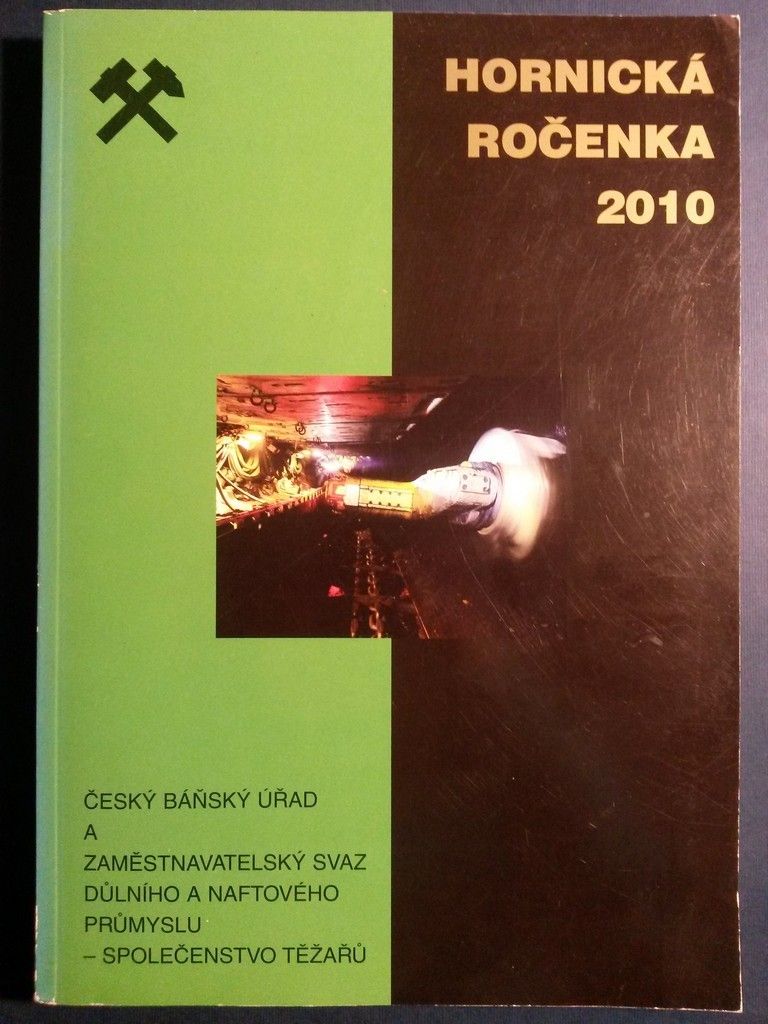 HORNICKÁ
ROČENKA
2010
ČESKÝ BÁŇSKÝ ÚŘAD
A
ZAMĚSTNAVATELSKÝ SVAZ
DŮLNÍHO A NAFTOVÉHO
PRŮMYSLU
– SPOLEČENSTVO TĚŽAŘŮ